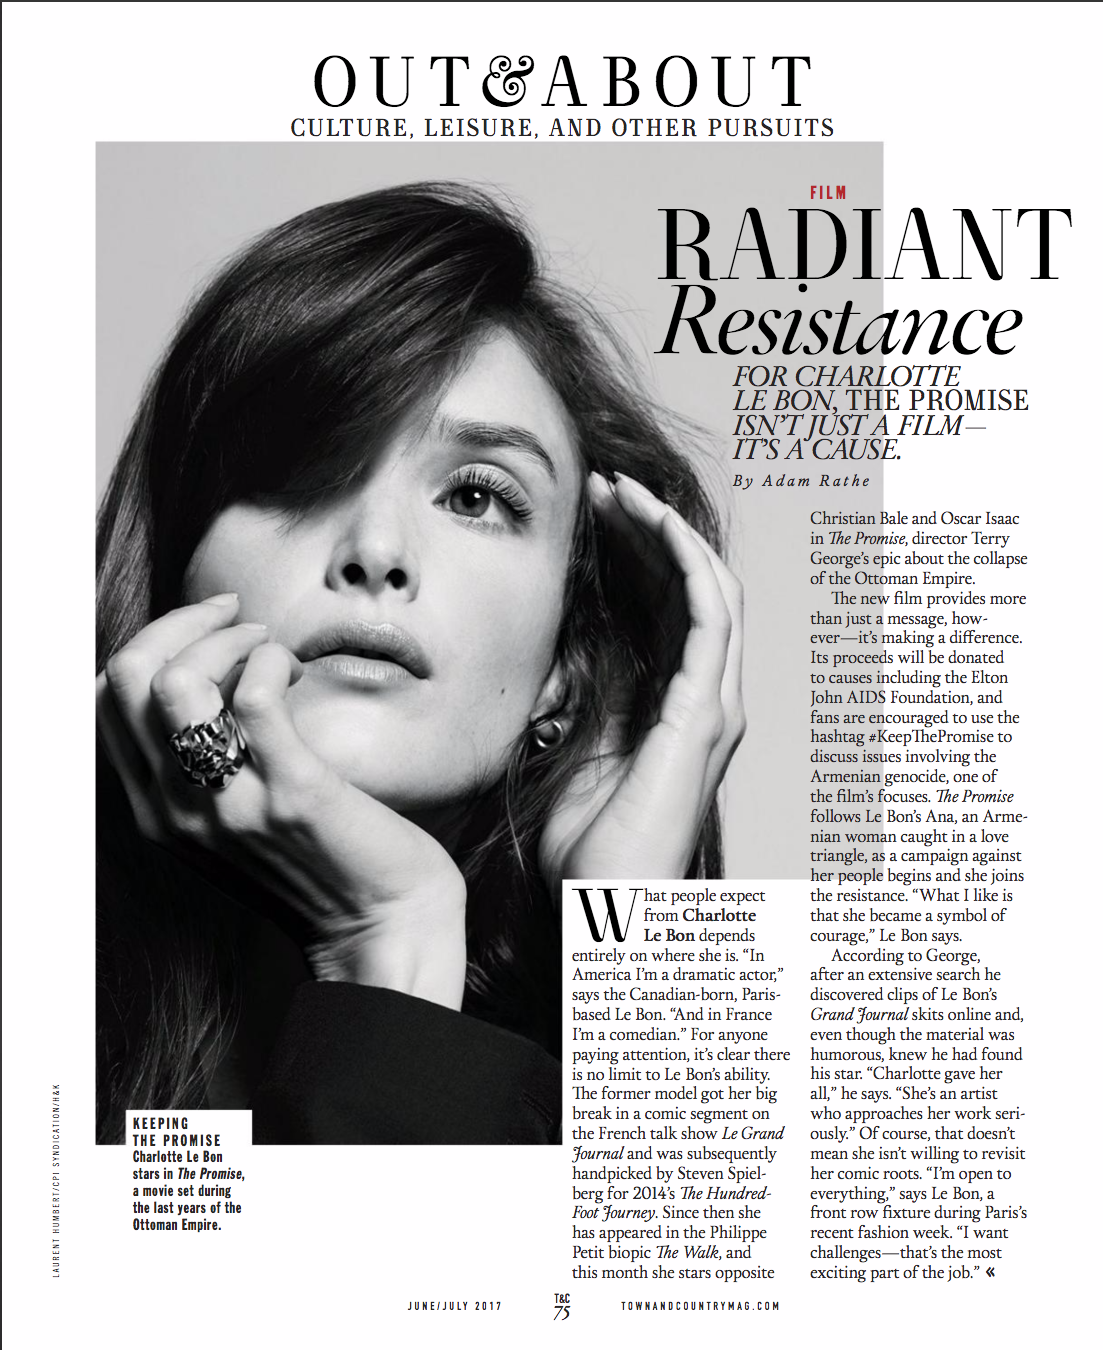 OUT&ABOUT
CULTURE, LEISURE, AND OTHER PURSUITS
FILM
RADIANT
Resistance
FOR CHARLOTTE
LE BON, THE PROMISE
ISN'T JUST A FILM—
IT'S A CAUSE.
By Adam Rathe
What people expect
from Charlotte
Le Bon depends
entirely on where she is. “In
America I'm a dramatic actor,”
says the Canadian-born, Paris-
based Le Bon. “And in France
I'm a comedian.” For anyone
paying attention, it's clear there
is no limit to Le Bon's ability.
The former model got her big
break in a comic segment on
the French talk show Le Grand
Journal and was subsequently
handpicked by Steven Spiel-
berg for 2014's The Hundred-
Foot Journey. Since then she
has appeared in the Philippe
Petit biopic The Walk, and
this month she stars opposite
Christian Bale and Oscar Isaac
in The Promise, director Terry
George's epic about the collapse
of the Ottoman Empire.
The new film provides more
than just a message, how-
ever—it's making a difference.
Its proceeds will be donated
to causes including the Elton
John AIDS Foundation, and
fans are encouraged to use the
hashtag #KeepThePromise to
discuss issues involving the
Armenian genocide, one of
the film's focuses. The Promise
follows Le Bon's Ana, an Arme-
nian woman caught in a love
triangle, as a campaign against
her people begins and she joins
the resistance. “What I like is
that she became a symbol of
courage,” Le Bon says.
According to George,
after an extensive search he
discovered clips of Le Bon's
Grand Journal skits online and,
even though the material was
humorous, knew he had found
his star. “Charlotte gave her
all,” he says. “She's an artist
who approaches her work seri-
ously.” Of course, that doesn't
mean she isn't willing to revisit
her comic roots. “I'm open to
everything,” says Le Bon, a
front row fixture during Paris's
recent fashion week. “I want
challenges—that's the most
exciting part of the job.” «
KEEPING
THE PROMISE
Charlotte Le Bon
stars in The Promise,
a movie set during
the last years of the
Ottoman Empire.
LAURENT HUMBERT/CPI SYNDICATION/H&K
JUNE/JULY 2017
T&C
75
TOWNANDCOUNTRYMAG.COM